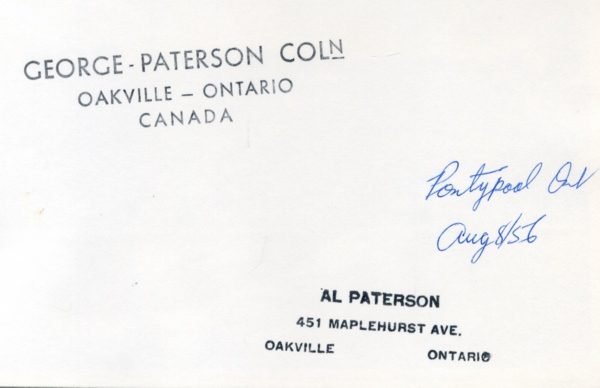 GEORGE-PATERSON COLN
OAKVILLE — ONTARIO
CANADA
Pontypool Ont
Aug 8/56
AL PATERSON
451 MAPLEHURST AVE.
OAKVILLE ONTARIO